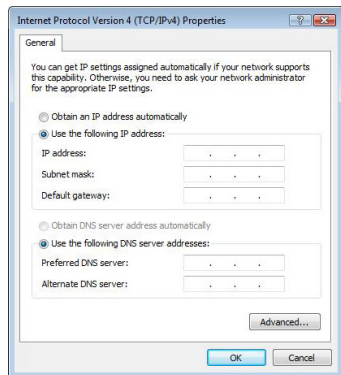 Internet Protocol Version 4 (TCP/IPv4) Properties
General
You can get IP settings assigned automatically if your network supports
this capability. Otherwise, you need to ask your network administrator
for the appropriate IP settings.
Obtain an IP address automatically
Use the following IP address:
IP address:
Subnet mask:
Default gateway:
Obtain DNS server address automatically
Use the following DNS server addresses:
Preferred DNS server:
Alternate DNS server:
Advanced...
OK Cancel